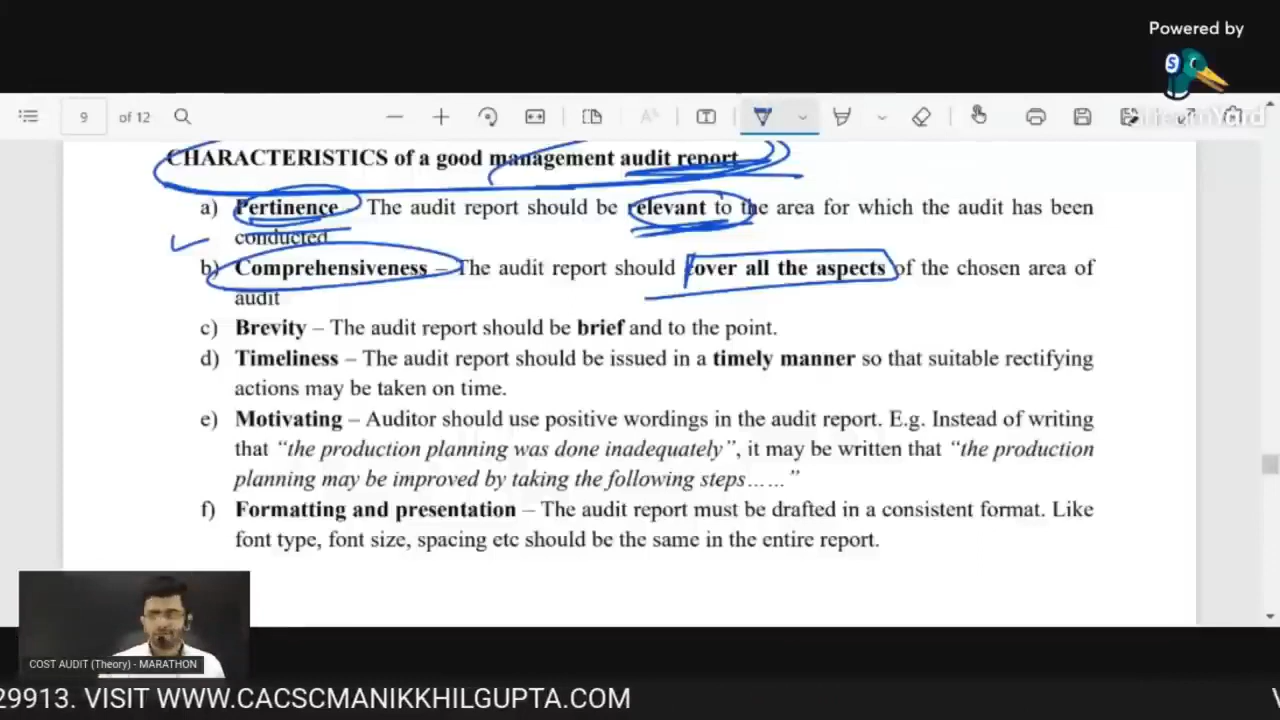 Powered by
S
9 of 12
CHARACTERISTICS of a good management audit report
a) Pertinence The audit report should be relevant to the area for which the audit has been
conducted
b) Comprehensiveness – The audit report should cover all the aspects of the chosen area of
audit
c) Brevity – The audit report should be brief and to the point.
d) Timeliness – The audit report should be issued in a timely manner so that suitable rectifying
actions may be taken on time.
e) Motivating – Auditor should use positive wordings in the audit report. E.g. Instead of writing
that “the production planning was done inadequately”, it may be written that “the production
planning may be improved by taking the following steps……”
f) Formatting and presentation – The audit report must be drafted in a consistent format. Like
font type, font size, spacing etc should be the same in the entire report.
COST AUDIT (Theory) - MARATHON
29913. VISIT WWW.CACSCMANIKKHILGUPTA.COM